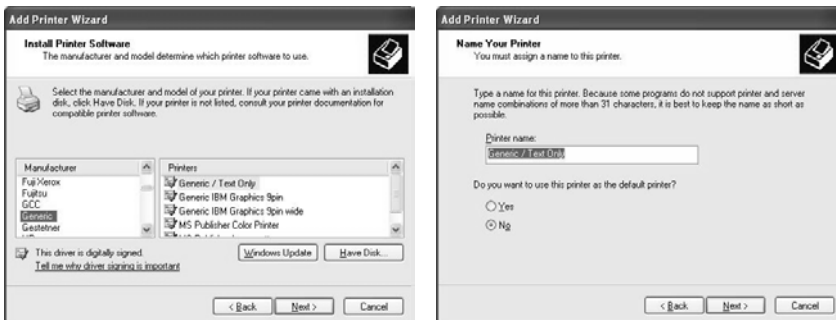 Add Printer Wizard
Install Printer Software
The manufacturer and model determine which printer software to use.
Select the manufacturer and model of your printer. If your printer came with an installation
disk, click Have Disk. If your printer is not listed, consult your printer documentation for
compatible printer software.
Manufacturer
Fuji Xerox
Fujitsu
GCC
Generic
Gestetner
Printers
Generic / Text Only
Generic IBM Graphics 9pin
Generic IBM Graphics 9pin wide
MS Publisher Color Printer
This driver is digitally signed.
Tell me why driver signing is important
Windows Update
Have Disk...
< Back
Next >
Cancel
Add Printer Wizard
Name Your Printer
You must assign a name to this printer.
Type a name for this printer. Because some programs do not support printer and server
name combinations of more than 31 characters, it is best to keep the name as short as
possible.
Printer name:
Generic / Text Only
Do you want to use this printer as the default printer?
Yes
No
< Back
Next >
Cancel